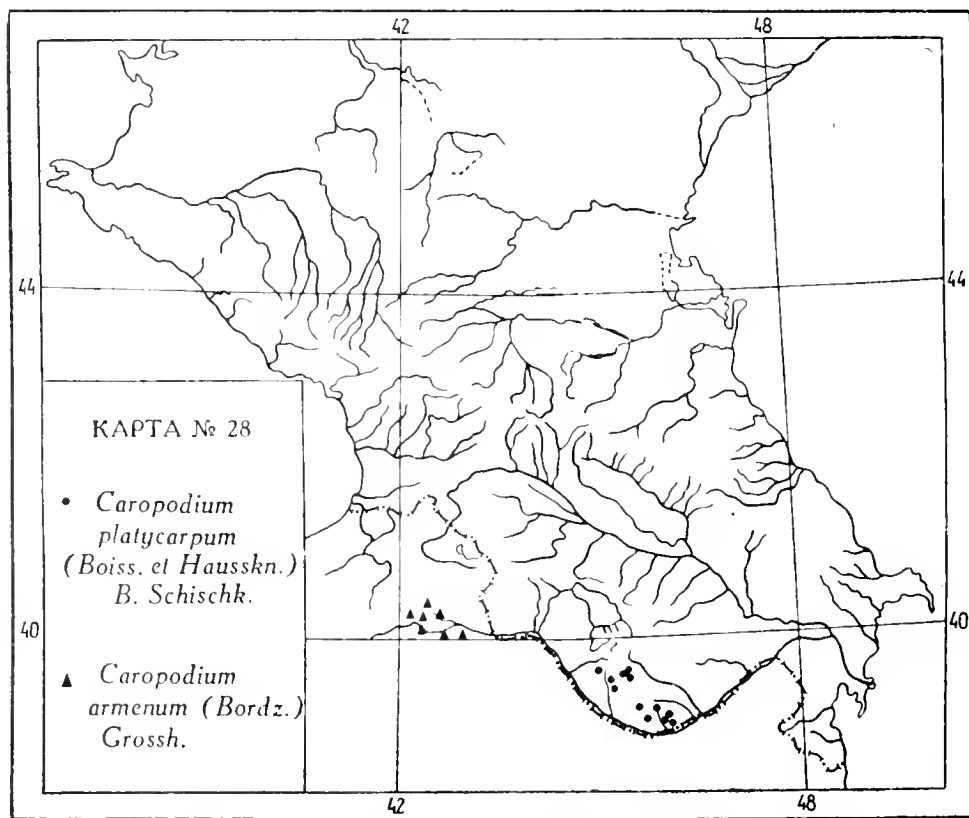 42 48
44 44
КАРТА № 28
Caropodium
platycarpum
(Boiss. et Hausskn.)
B. Schischk.
40 40
Caropodium
armenum (Bordz.)
Grossh.
42 48